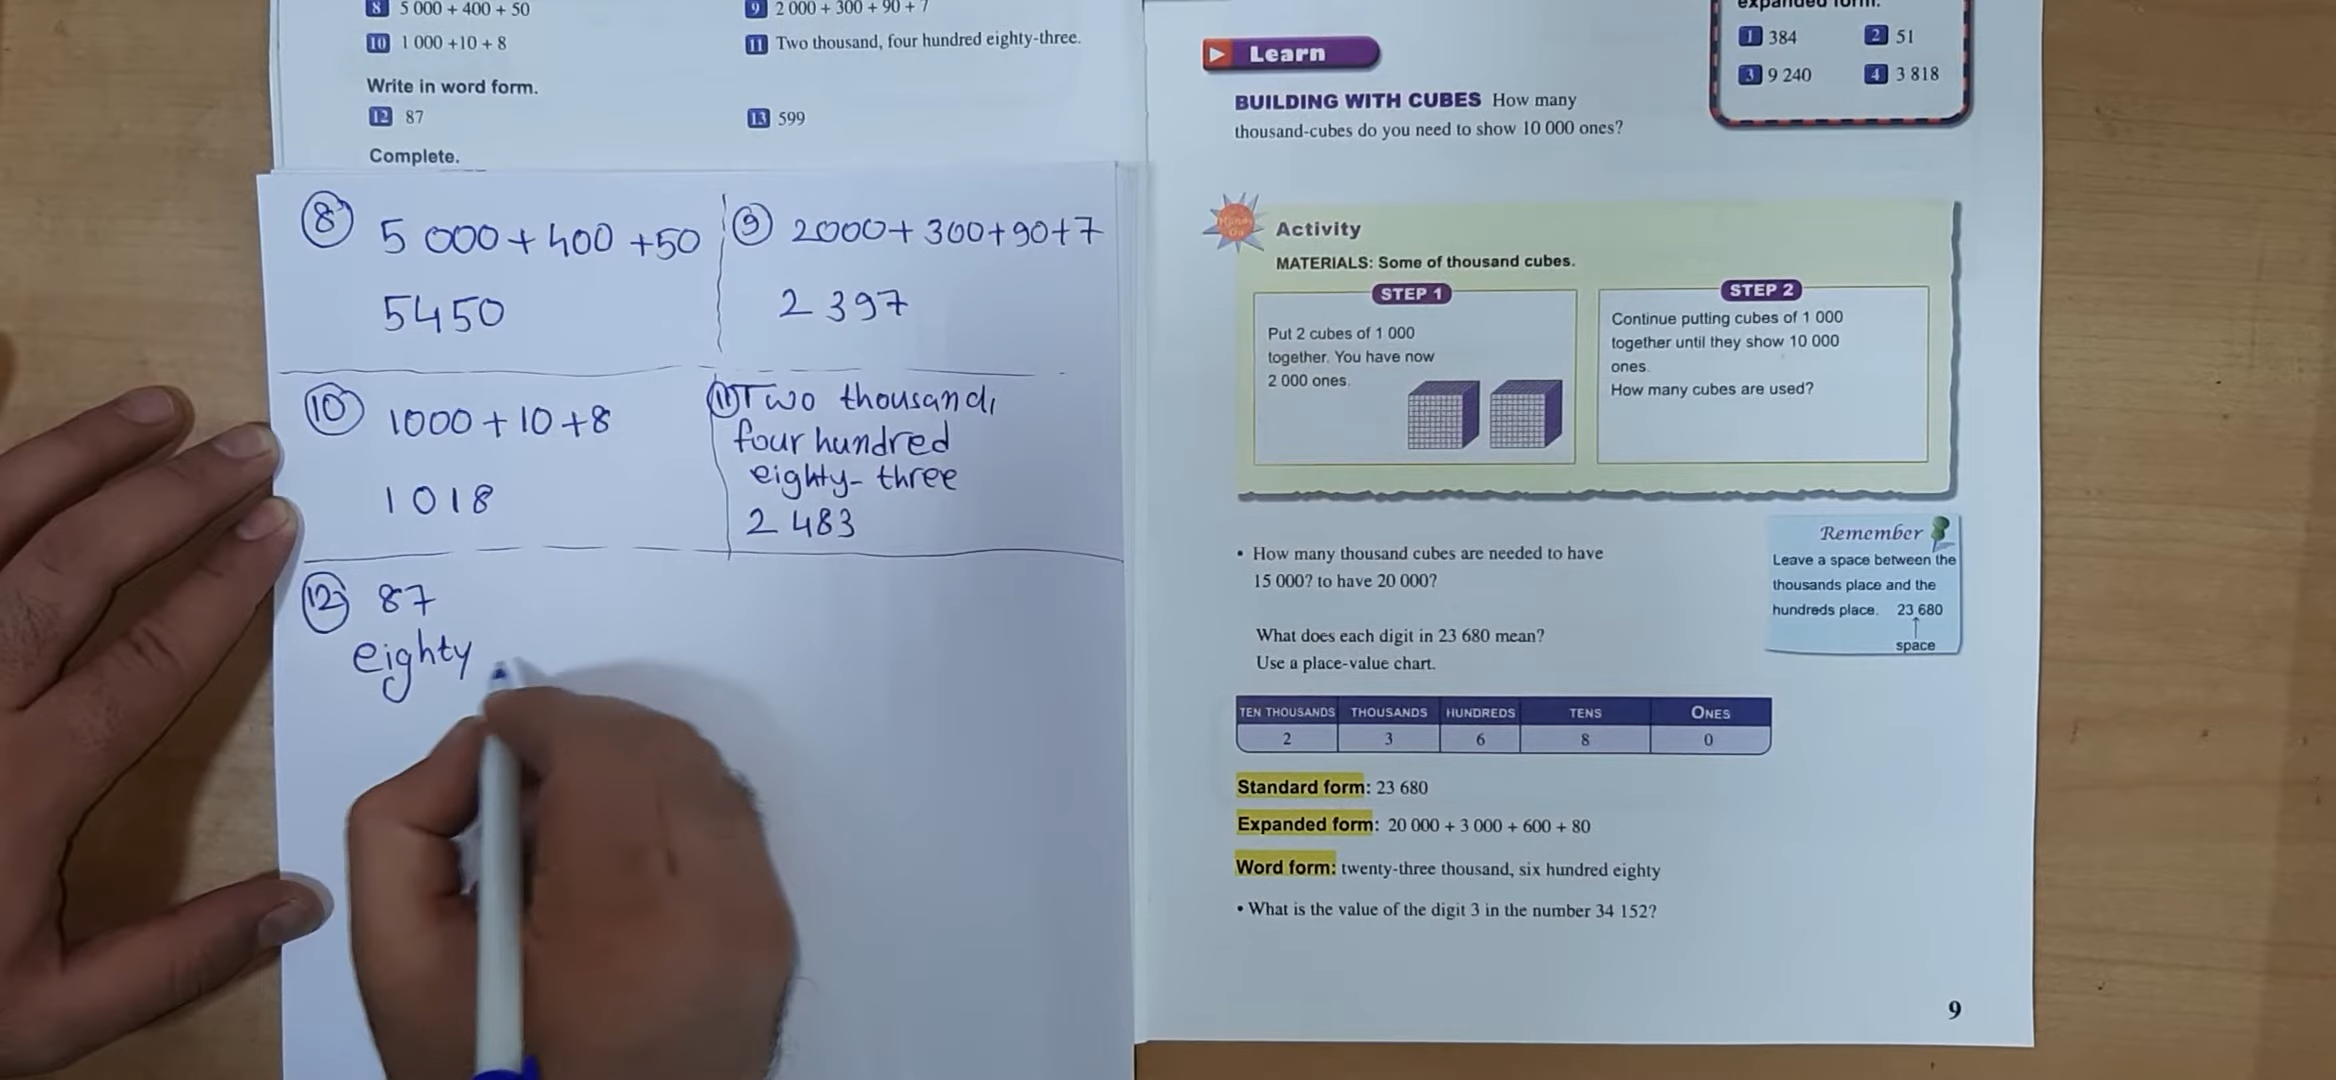 8 5 000 + 400 + 50
9 2 000 + 300 + 90 + 7
10 1 000 +10 + 8
11 Two thousand, four hundred eighty-three.
Write in word form.
12 87
13 599
Complete.
8 5 000 + 400 + 50
5450
9 2000 + 300 + 90 + 7
2 397
10 1000 + 10 + 8
1018
11 Two thousand,
four hundred
eighty-three
2 483
12 87
eighty
expanded form.
1 384
2 51
3 9 240
4 3 818
Learn
BUILDING WITH CUBES How many
thousand-cubes do you need to show 10 000 ones?
Hands
On
Activity
MATERIALS: Some of thousand cubes.
STEP 1
Put 2 cubes of 1 000
together. You have now
2 000 ones.
STEP 2
Continue putting cubes of 1 000
together until they show 10 000
ones.
How many cubes are used?
• How many thousand cubes are needed to have
15 000? to have 20 000?
What does each digit in 23 680 mean?
Use a place-value chart.
Remember
Leave a space between the
thousands place and the
hundreds place. 23 680
space
TEN THOUSANDS THOUSANDS HUNDREDS TENS ONES
2 3 6 8 0
Standard form: 23 680
Expanded form: 20 000 + 3 000 + 600 + 80
Word form: twenty-three thousand, six hundred eighty
• What is the value of the digit 3 in the number 34 152?
9